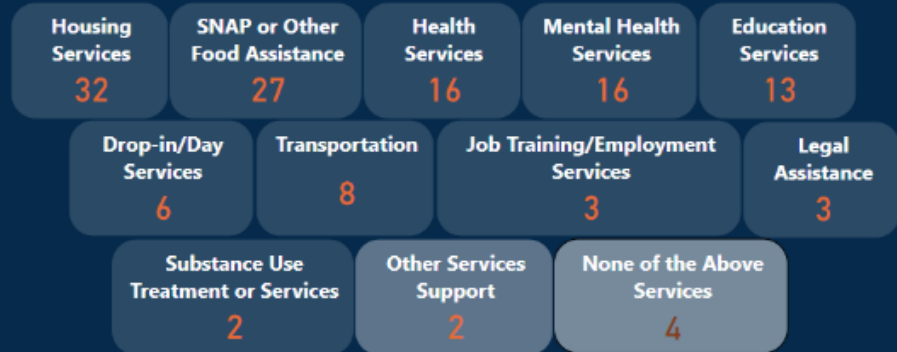 Housing Services
32
SNAP or Other Food Assistance
27
Health Services
16
Mental Health Services
16
Education Services
13
Drop-in/Day Services
6
Transportation
8
Job Training/Employment Services
3
Legal Assistance
3
Substance Use Treatment or Services
2
Other Services Support
2
None of the Above Services
4